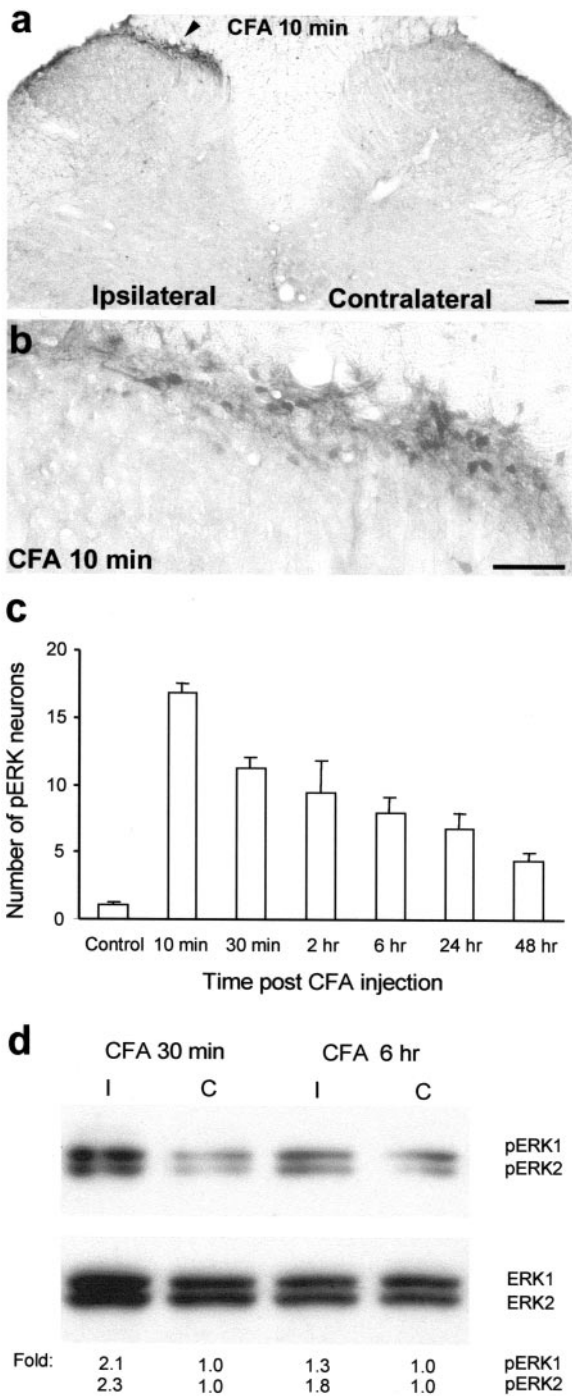 a
CFA 10 min
Ipsilateral
Contralateral
b
CFA 10 min
c
Number of pERK neurons
20
15
10
5
0
Control 10 min 30 min 2 hr 6 hr 24 hr 48 hr
Time post CFA injection
d
CFA 30 min CFA 6 hr
I C I C
pERK1
pERK2
ERK1
ERK2
Fold: 2.1 1.0 1.3 1.0 pERK1
2.3 1.0 1.8 1.0 pERK2